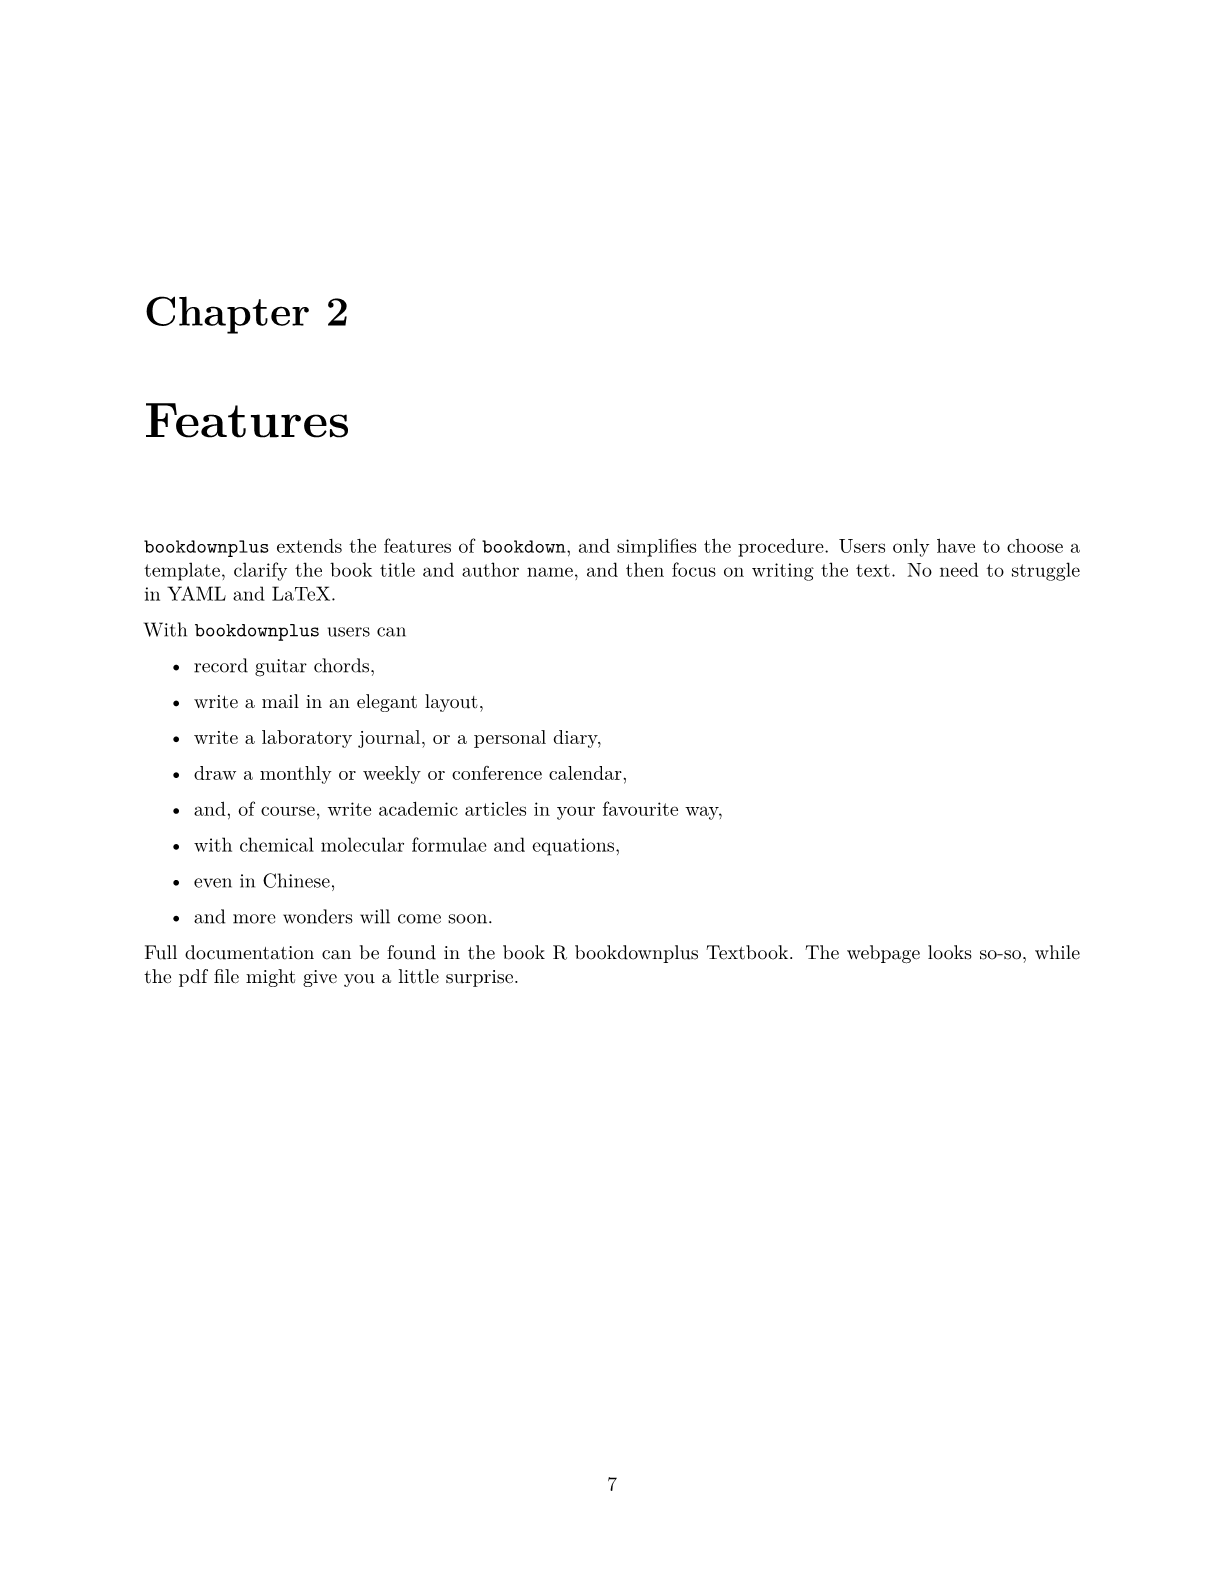 Chapter 2
Features
bookdownplus extends the features of bookdown, and simplifies the procedure. Users only have to choose a
template, clarify the book title and author name, and then focus on writing the text. No need to struggle
in YAML and LaTeX.
With bookdownplus users can
• record guitar chords,
• write a mail in an elegant layout,
• write a laboratory journal, or a personal diary,
• draw a monthly or weekly or conference calendar,
• and, of course, write academic articles in your favourite way,
• with chemical molecular formulae and equations,
• even in Chinese,
• and more wonders will come soon.
Full documentation can be found in the book R bookdownplus Textbook. The webpage looks so-so, while
the pdf file might give you a little surprise.
7